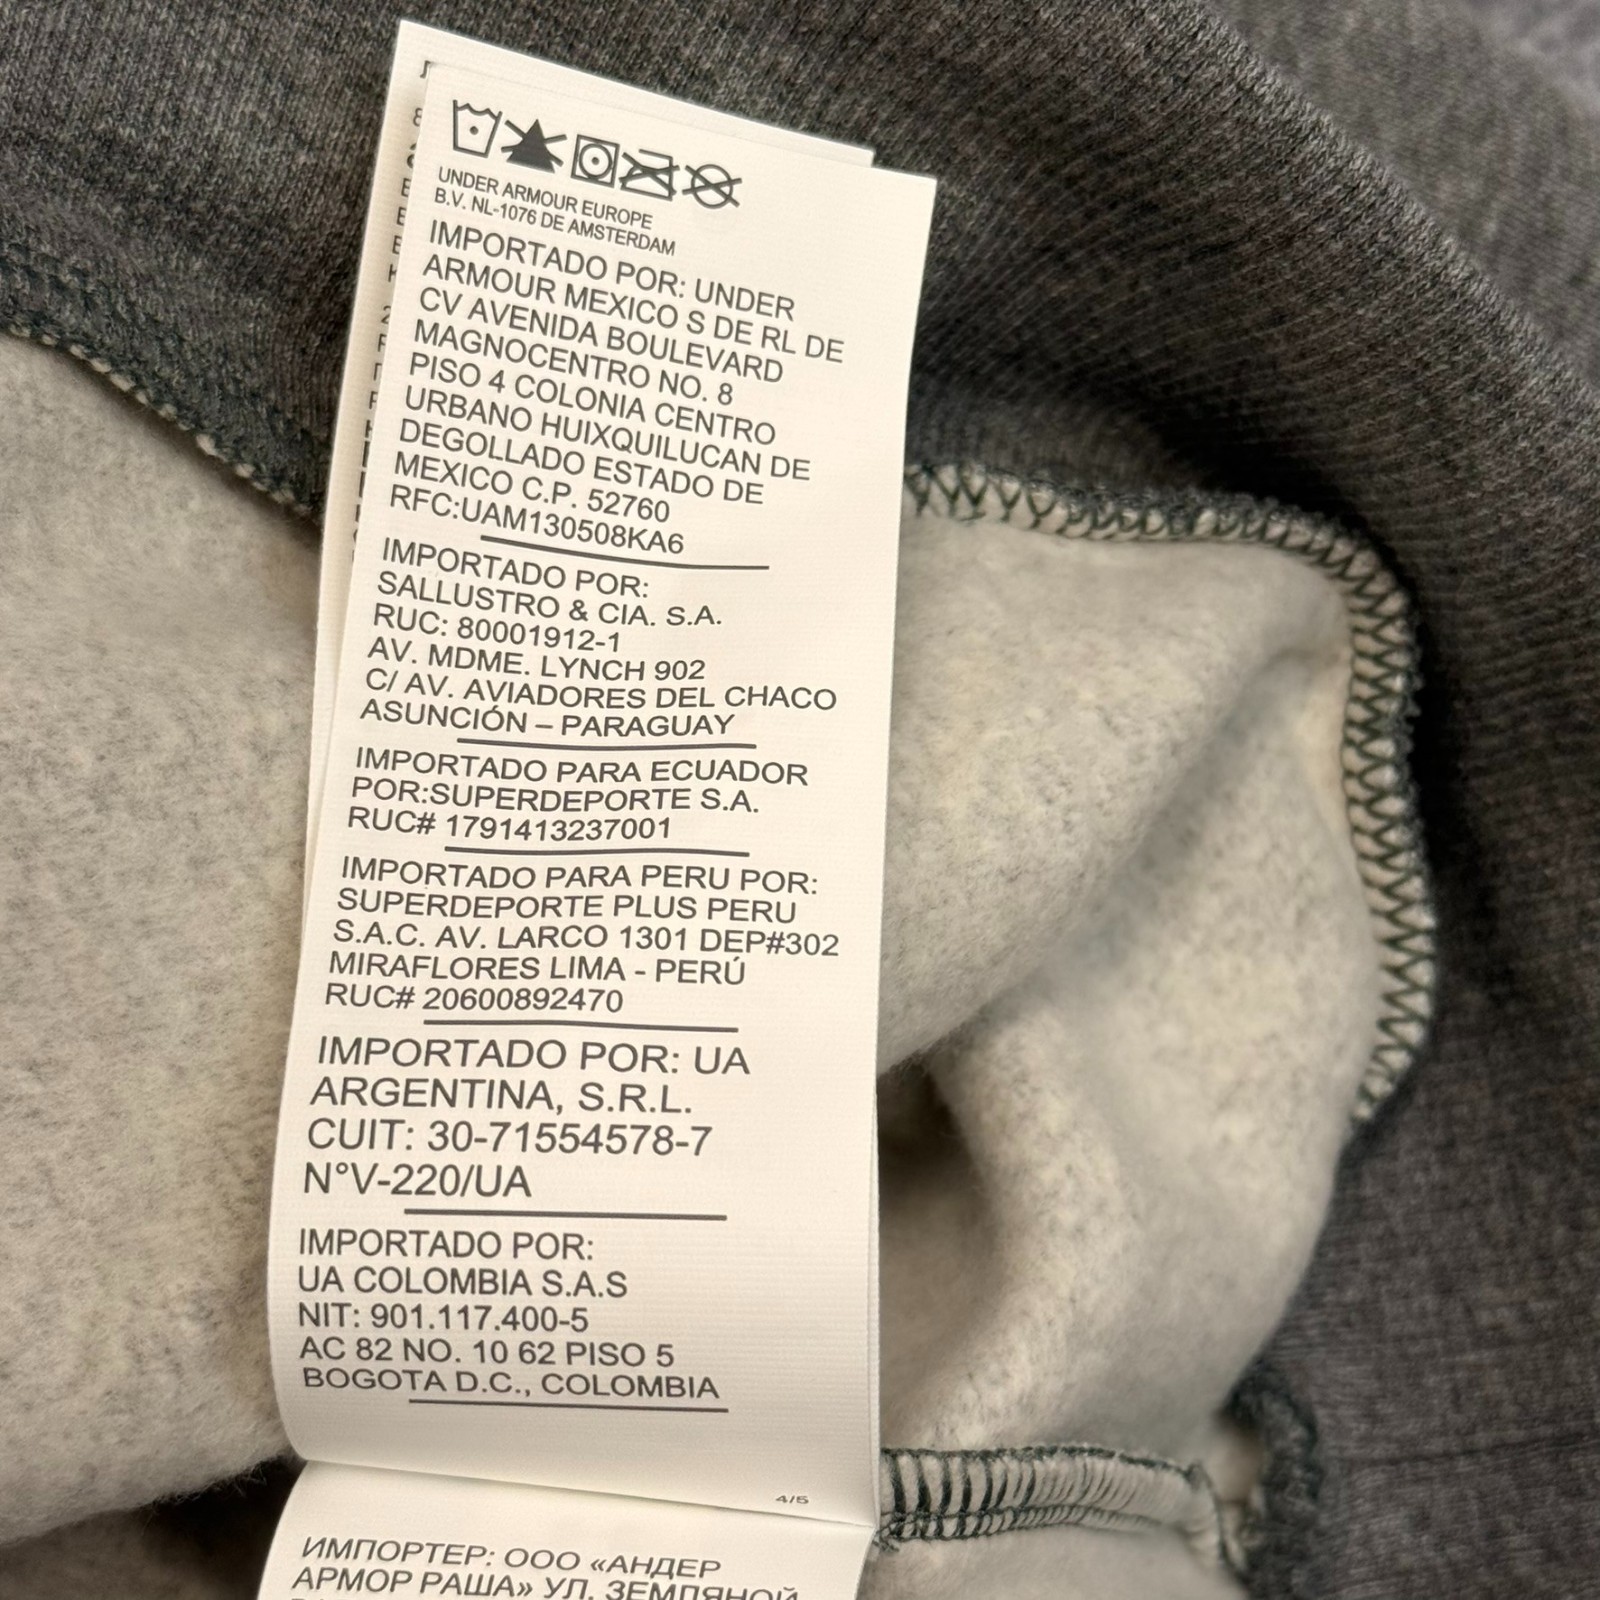 UNDER ARMOUR EUROPE
B.V. NL-1076 DE AMSTERDAM
IMPORTADO POR: UNDER
ARMOUR MEXICO S DE RL DE
CV AVENIDA BOULEVARD
MAGNOCENTRO NO. 8
PISO 4 COLONIA CENTRO
URBANO HUIXQUILUCAN DE
DEGOLLADO ESTADO DE
MEXICO C.P. 52760
RFC:UAM130508KA6
IMPORTADO POR:
SALLUSTRO & CIA. S.A.
RUC: 80001912-1
AV. MDME. LYNCH 902
C/ AV. AVIADORES DEL CHACO
ASUNCIÓN – PARAGUAY
IMPORTADO PARA ECUADOR
POR:SUPERDEPORTE S.A.
RUC# 1791413237001
IMPORTADO PARA PERU POR:
SUPERDEPORTE PLUS PERU
S.A.C. AV. LARCO 1301 DEP#302
MIRAFLORES LIMA - PERÚ
RUC# 20600892470
IMPORTADO POR: UA
ARGENTINA, S.R.L.
CUIT: 30-71554578-7
N°V-220/UA
IMPORTADO POR:
UA COLOMBIA S.A.S
NIT: 901.117.400-5
AC 82 NO. 10 62 PISO 5
BOGOTA D.C., COLOMBIA
4/5
ИМПОРТЕР: ООО «АНДЕР
АРМОР РАША» УЛ. ЗЕМЛЯНОЙ